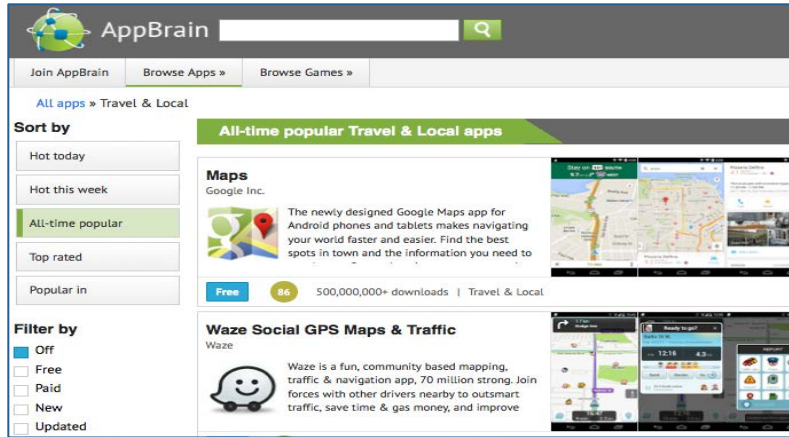 AppBrain
Join AppBrain
Browse Apps »
Browse Games »
All apps » Travel & Local
Sort by
Hot today
Hot this week
All-time popular
Top rated
Popular in
Filter by
Off
Free
Paid
New
Updated
All-time popular Travel & Local apps
Maps
Google Inc.
The newly designed Google Maps app for
Android phones and tablets makes navigating
your world faster and easier. Find the best
spots in town and the information you need to
Free
86
500,000,000+ downloads | Travel & Local
Waze Social GPS Maps & Traffic
Waze
Waze is a fun, community based mapping,
traffic & navigation app, 70 million strong. Join
forces with other drivers nearby to outsmart
traffic, save time & gas money, and improve
Ready to go?
12:16